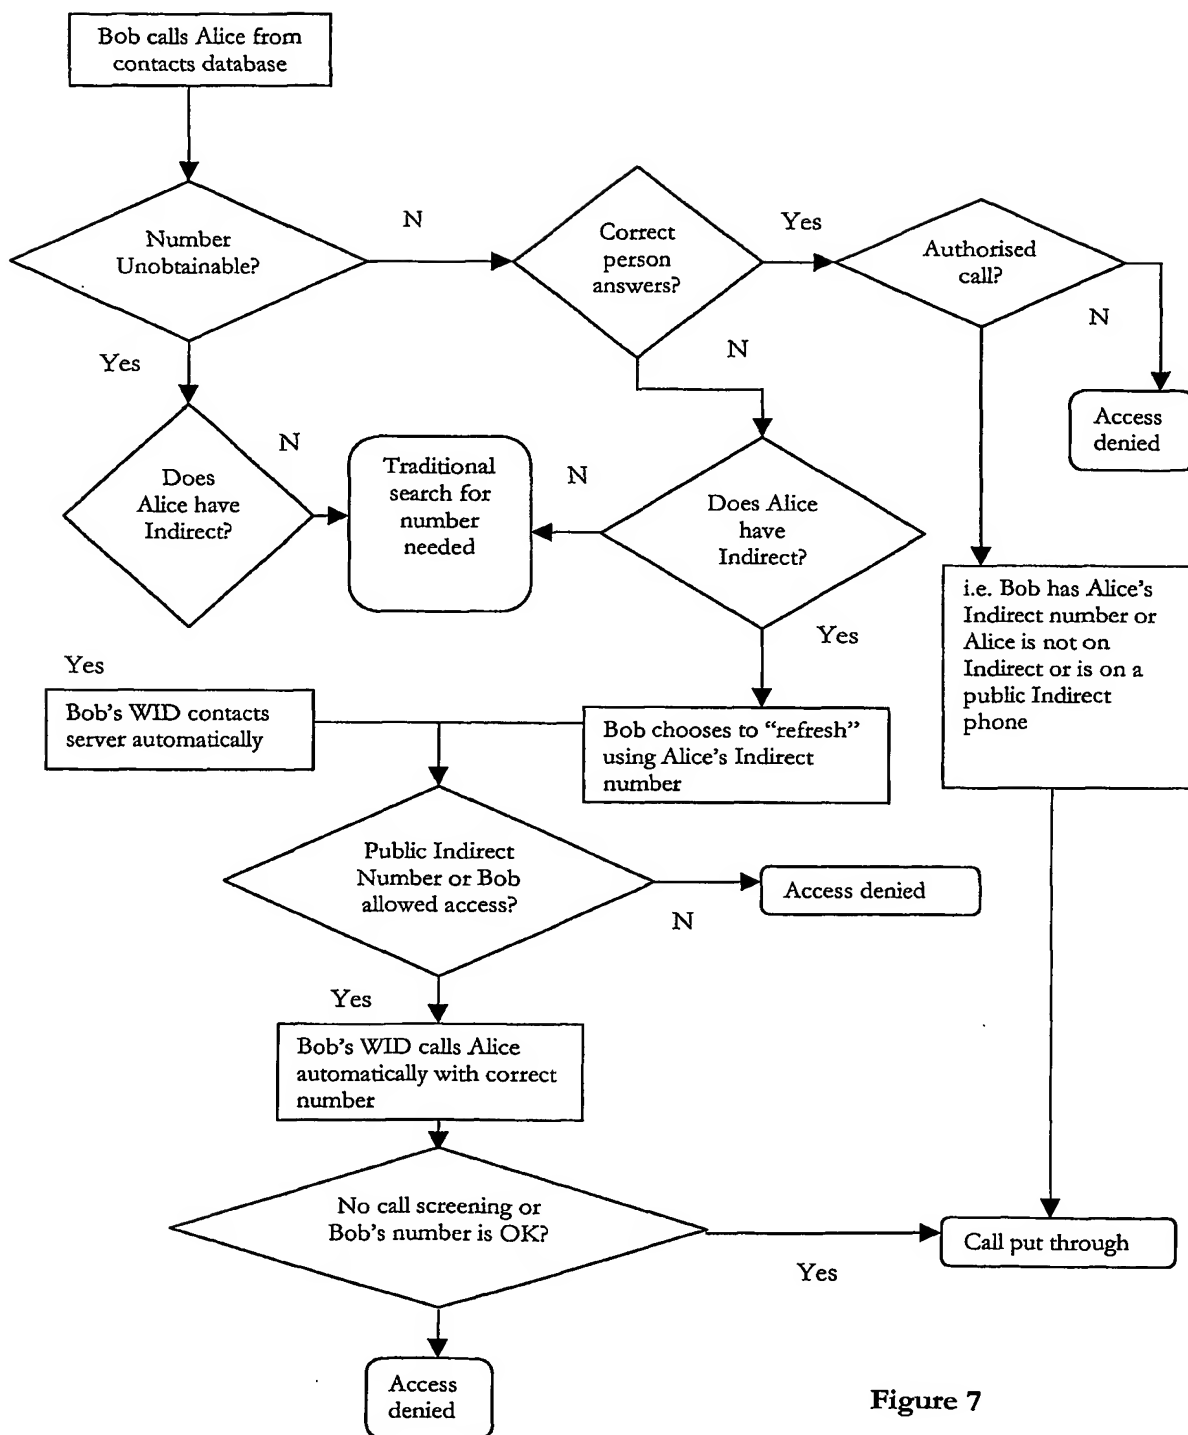 Bob calls Alice from
contacts database
Number
Unobtainable?
N
Correct
person
answers?
Yes
Authorised
call?
N
Access
denied
Yes
N
Does
Alice have
Indirect?
N
Traditional
search for
number
needed
N
Does Alice
have
Indirect?
i.e. Bob has Alice's
Indirect number or
Alice is not on
Indirect or is on a
public Indirect
phone
Yes
Yes
Bob's WID contacts
server automatically
Bob chooses to “refresh”
using Alice's Indirect
number
Public Indirect
Number or Bob
allowed access?
N
Access denied
Yes
Bob's WID calls Alice
automatically with correct
number
No call screening or
Bob's number is OK?
Yes
Call put through
Access
denied
Figure 7